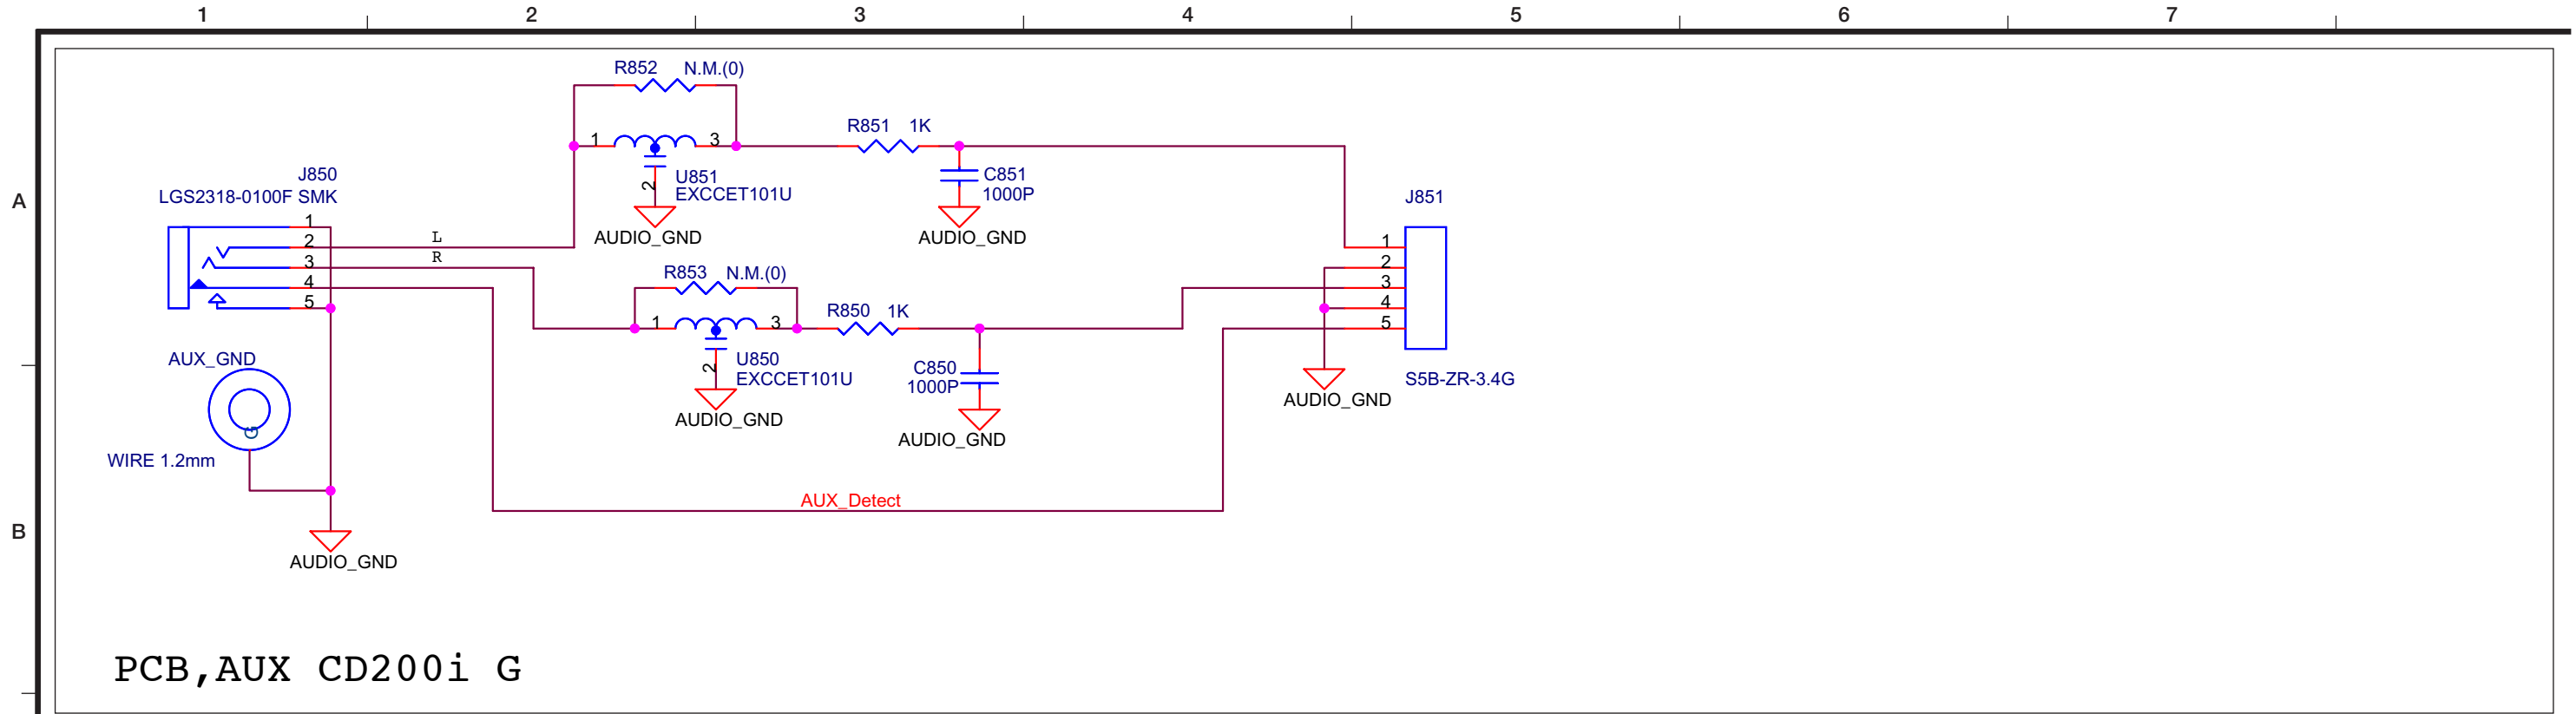 1 2 3 4 5 6 7
R852 N.M.(0)
1 3
R851 1K
2
U851
EXCCET101U
AUDIO_GND
C851
1000P
AUDIO_GND
A
J850
LGS2318-0100F SMK
1
2
3
4
5
L
R
R853 N.M.(0)
1 3
R850 1K
2
U850
EXCCET101U
AUDIO_GND
C850
1000P
AUDIO_GND
J851
1
2
3
4
5
S5B-ZR-3.4G
AUDIO_GND
AUX_GND
G
WIRE 1.2mm
AUX_Detect
B
AUDIO_GND
PCB,AUX CD200i G